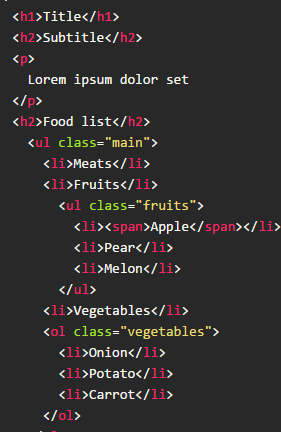 <h1>Title</h1>
<h2>Subtitle</h2>
<p>
Lorem ipsum dolor set
</p>
<h2>Food list</h2>
<ul class="main">
<li>Meats</li>
<li>Fruits</li>
<ul class="fruits">
<li><span>Apple</span></li>
<li>Pear</li>
<li>Melon</li>
</ul>
<li>Vegetables</li>
<ol class="vegetables">
<li>Onion</li>
<li>Potato</li>
<li>Carrot</li>
</ol>